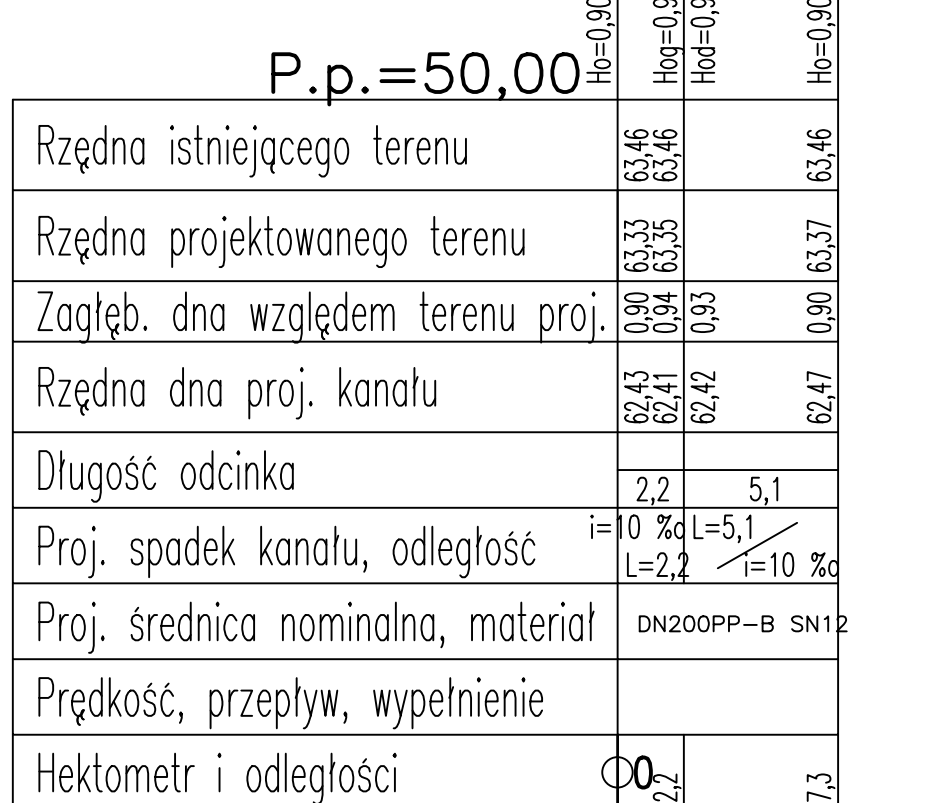 Ho=0,90 Hog=0,9 Hod=0,9 Ho=0,90
P.p.=50,00
Rzędna istniejącego terenu 63,46 63,46 63,46
Rzędna projektowanego terenu 63,33 63,35 63,37
Zagłęb. dna względem terenu proj. 0,90 0,94 0,93 0,90
Rzędna dna proj. kanału 62,43 62,41 62,42 62,47
Długość odcinka 2,2 5,1
Proj. spadek kanału, odległość i=10 ‰ L=2,2 L=5,1 i=10 ‰
Proj. średnica nominalna, materiał DN200PP-B SN12
Prędkość, przepływ, wypełnienie
Hektometr i odległości 0 2,2 7,3